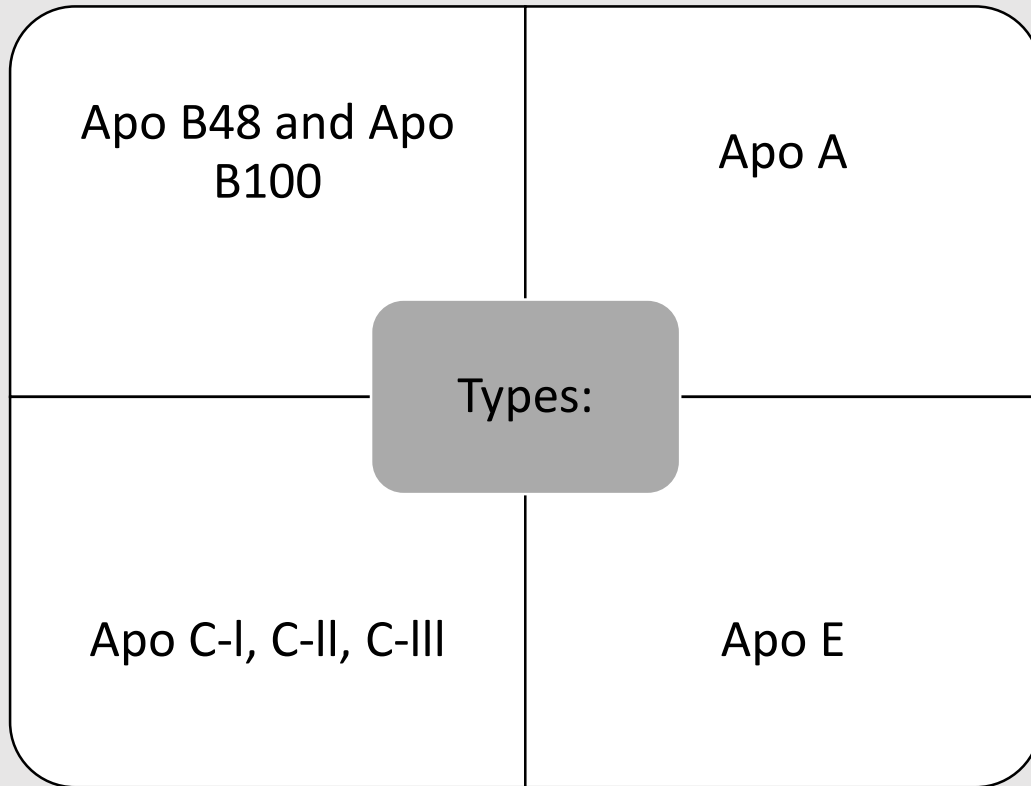 Apo B48 and Apo
B100
Apo A
Types:
Apo C-l, C-ll, C-lll
Apo E